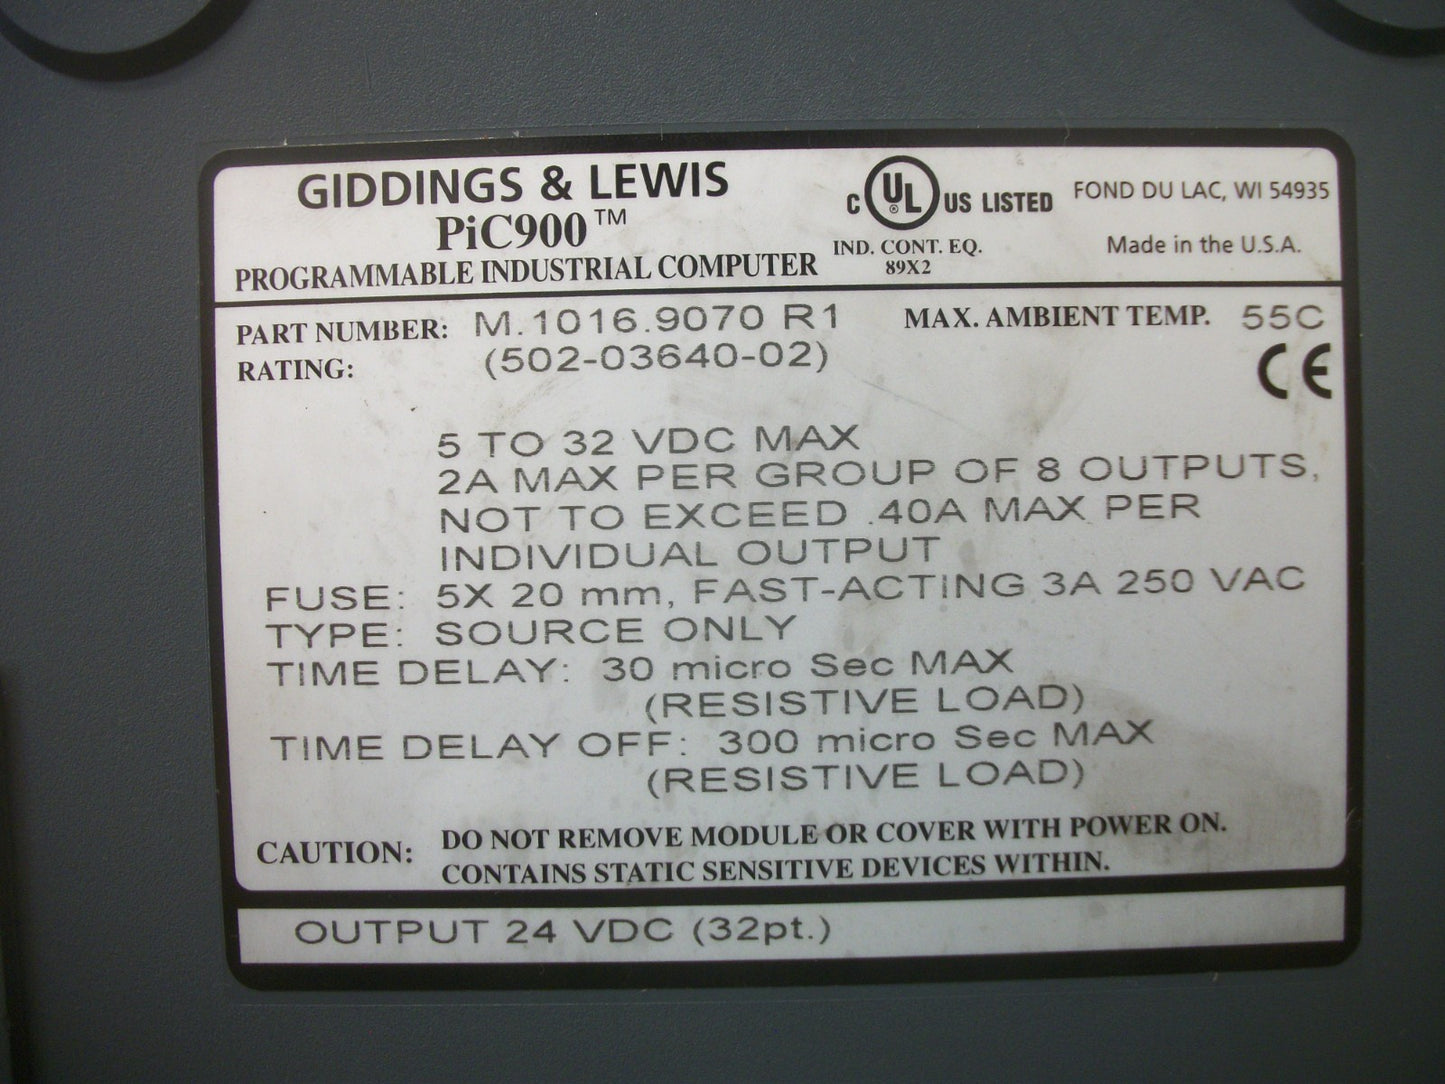 GIDDINGS & LEWIS
PiC900™
PROGRAMMABLE INDUSTRIAL COMPUTER
C UL® US LISTED
IND. CONT. EQ.
89X2
FOND DU LAC, WI 54935
Made in the U.S.A.
PART NUMBER: M.1016.9070 R1 MAX. AMBIENT TEMP. 55C
RATING: (502-03640-02)
CE
5 TO 32 VDC MAX
2A MAX PER GROUP OF 8 OUTPUTS,
NOT TO EXCEED .40A MAX PER
INDIVIDUAL OUTPUT
FUSE: 5X 20 mm, FAST-ACTING 3A 250 VAC
TYPE: SOURCE ONLY
TIME DELAY: 30 micro Sec MAX
(RESISTIVE LOAD)
TIME DELAY OFF: 300 micro Sec MAX
(RESISTIVE LOAD)
CAUTION: DO NOT REMOVE MODULE OR COVER WITH POWER ON.
CONTAINS STATIC SENSITIVE DEVICES WITHIN.
OUTPUT 24 VDC (32pt.)